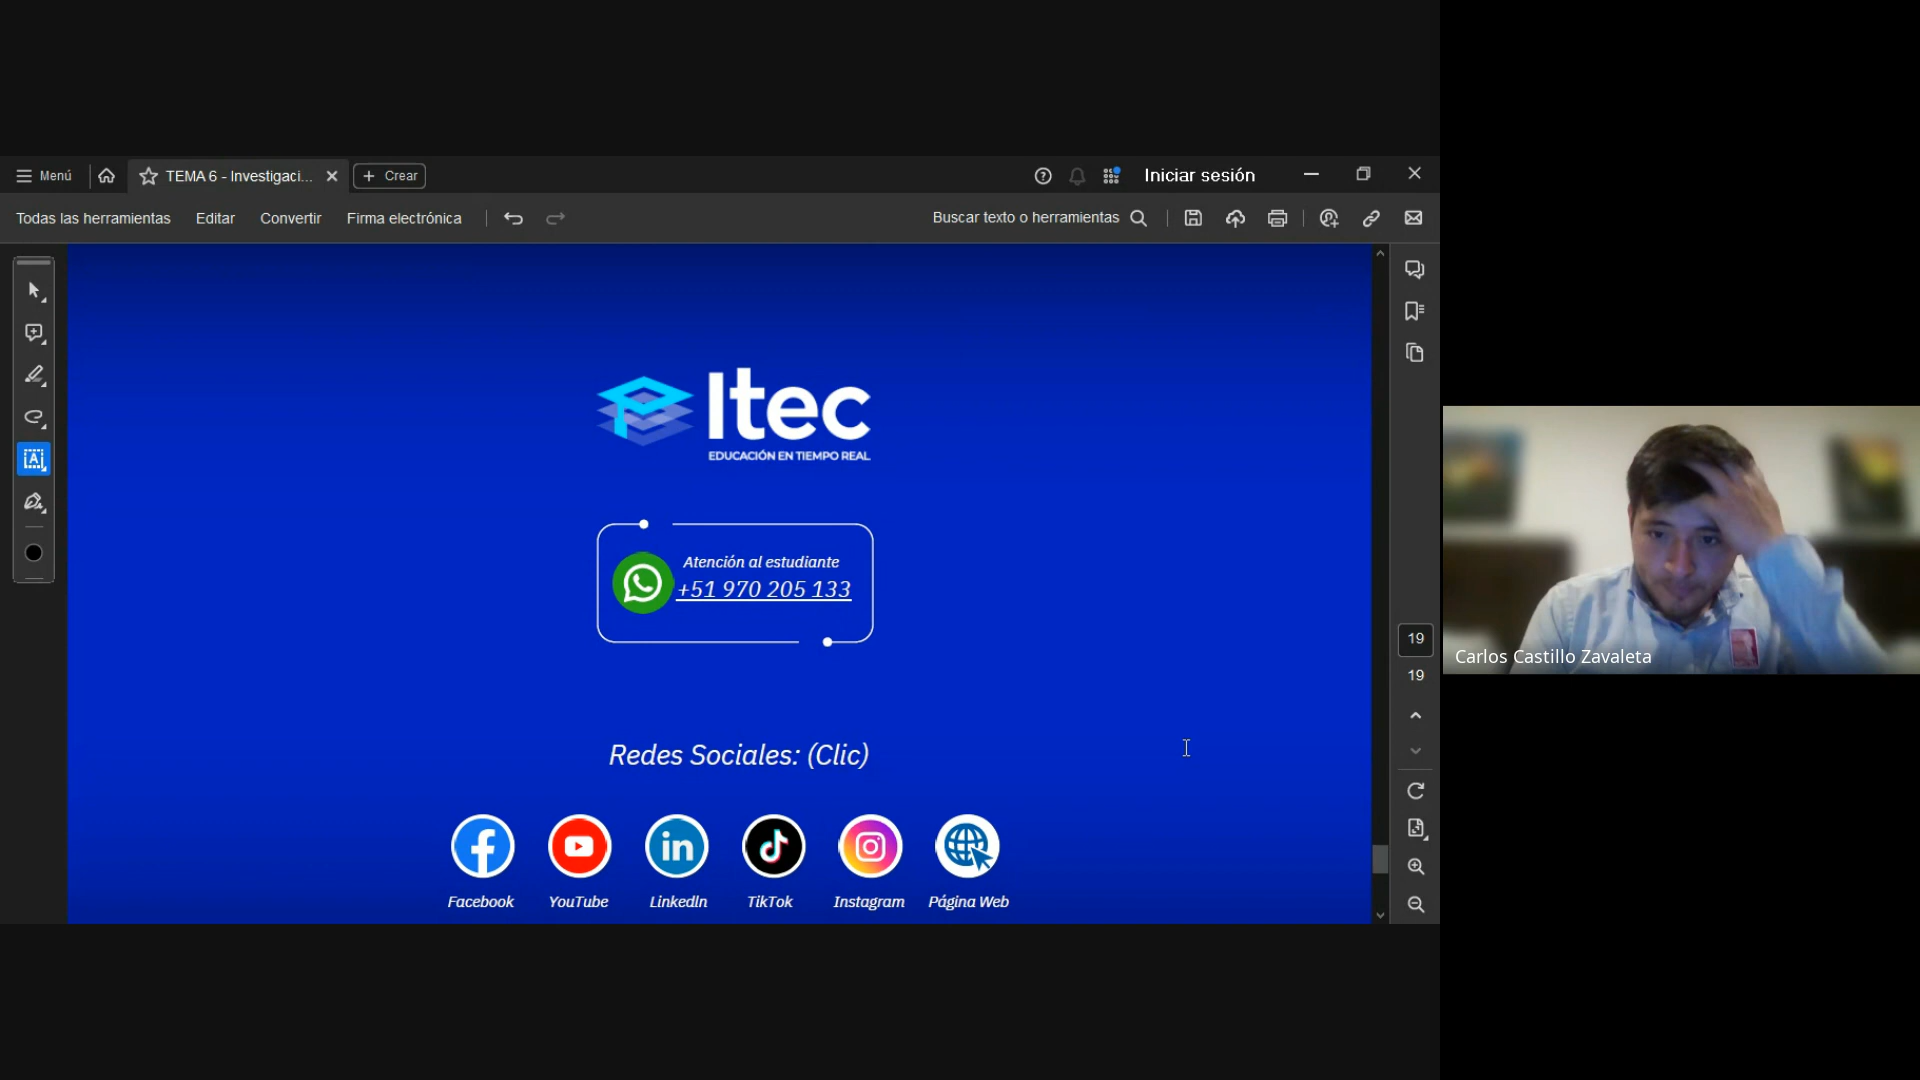 Menú
TEMA 6 - Investigaci...
Crear
Iniciar sesión
Todas las herramientas
Editar
Convertir
Firma electrónica
Buscar texto o herramientas
Itec
EDUCACIÓN EN TIEMPO REAL
Atención al estudiante
+51 970 205 133
Redes Sociales: (Clic)
Facebook
YouTube
LinkedIn
TikTok
Instagram
Página Web
19
19
Carlos Castillo Zavaleta